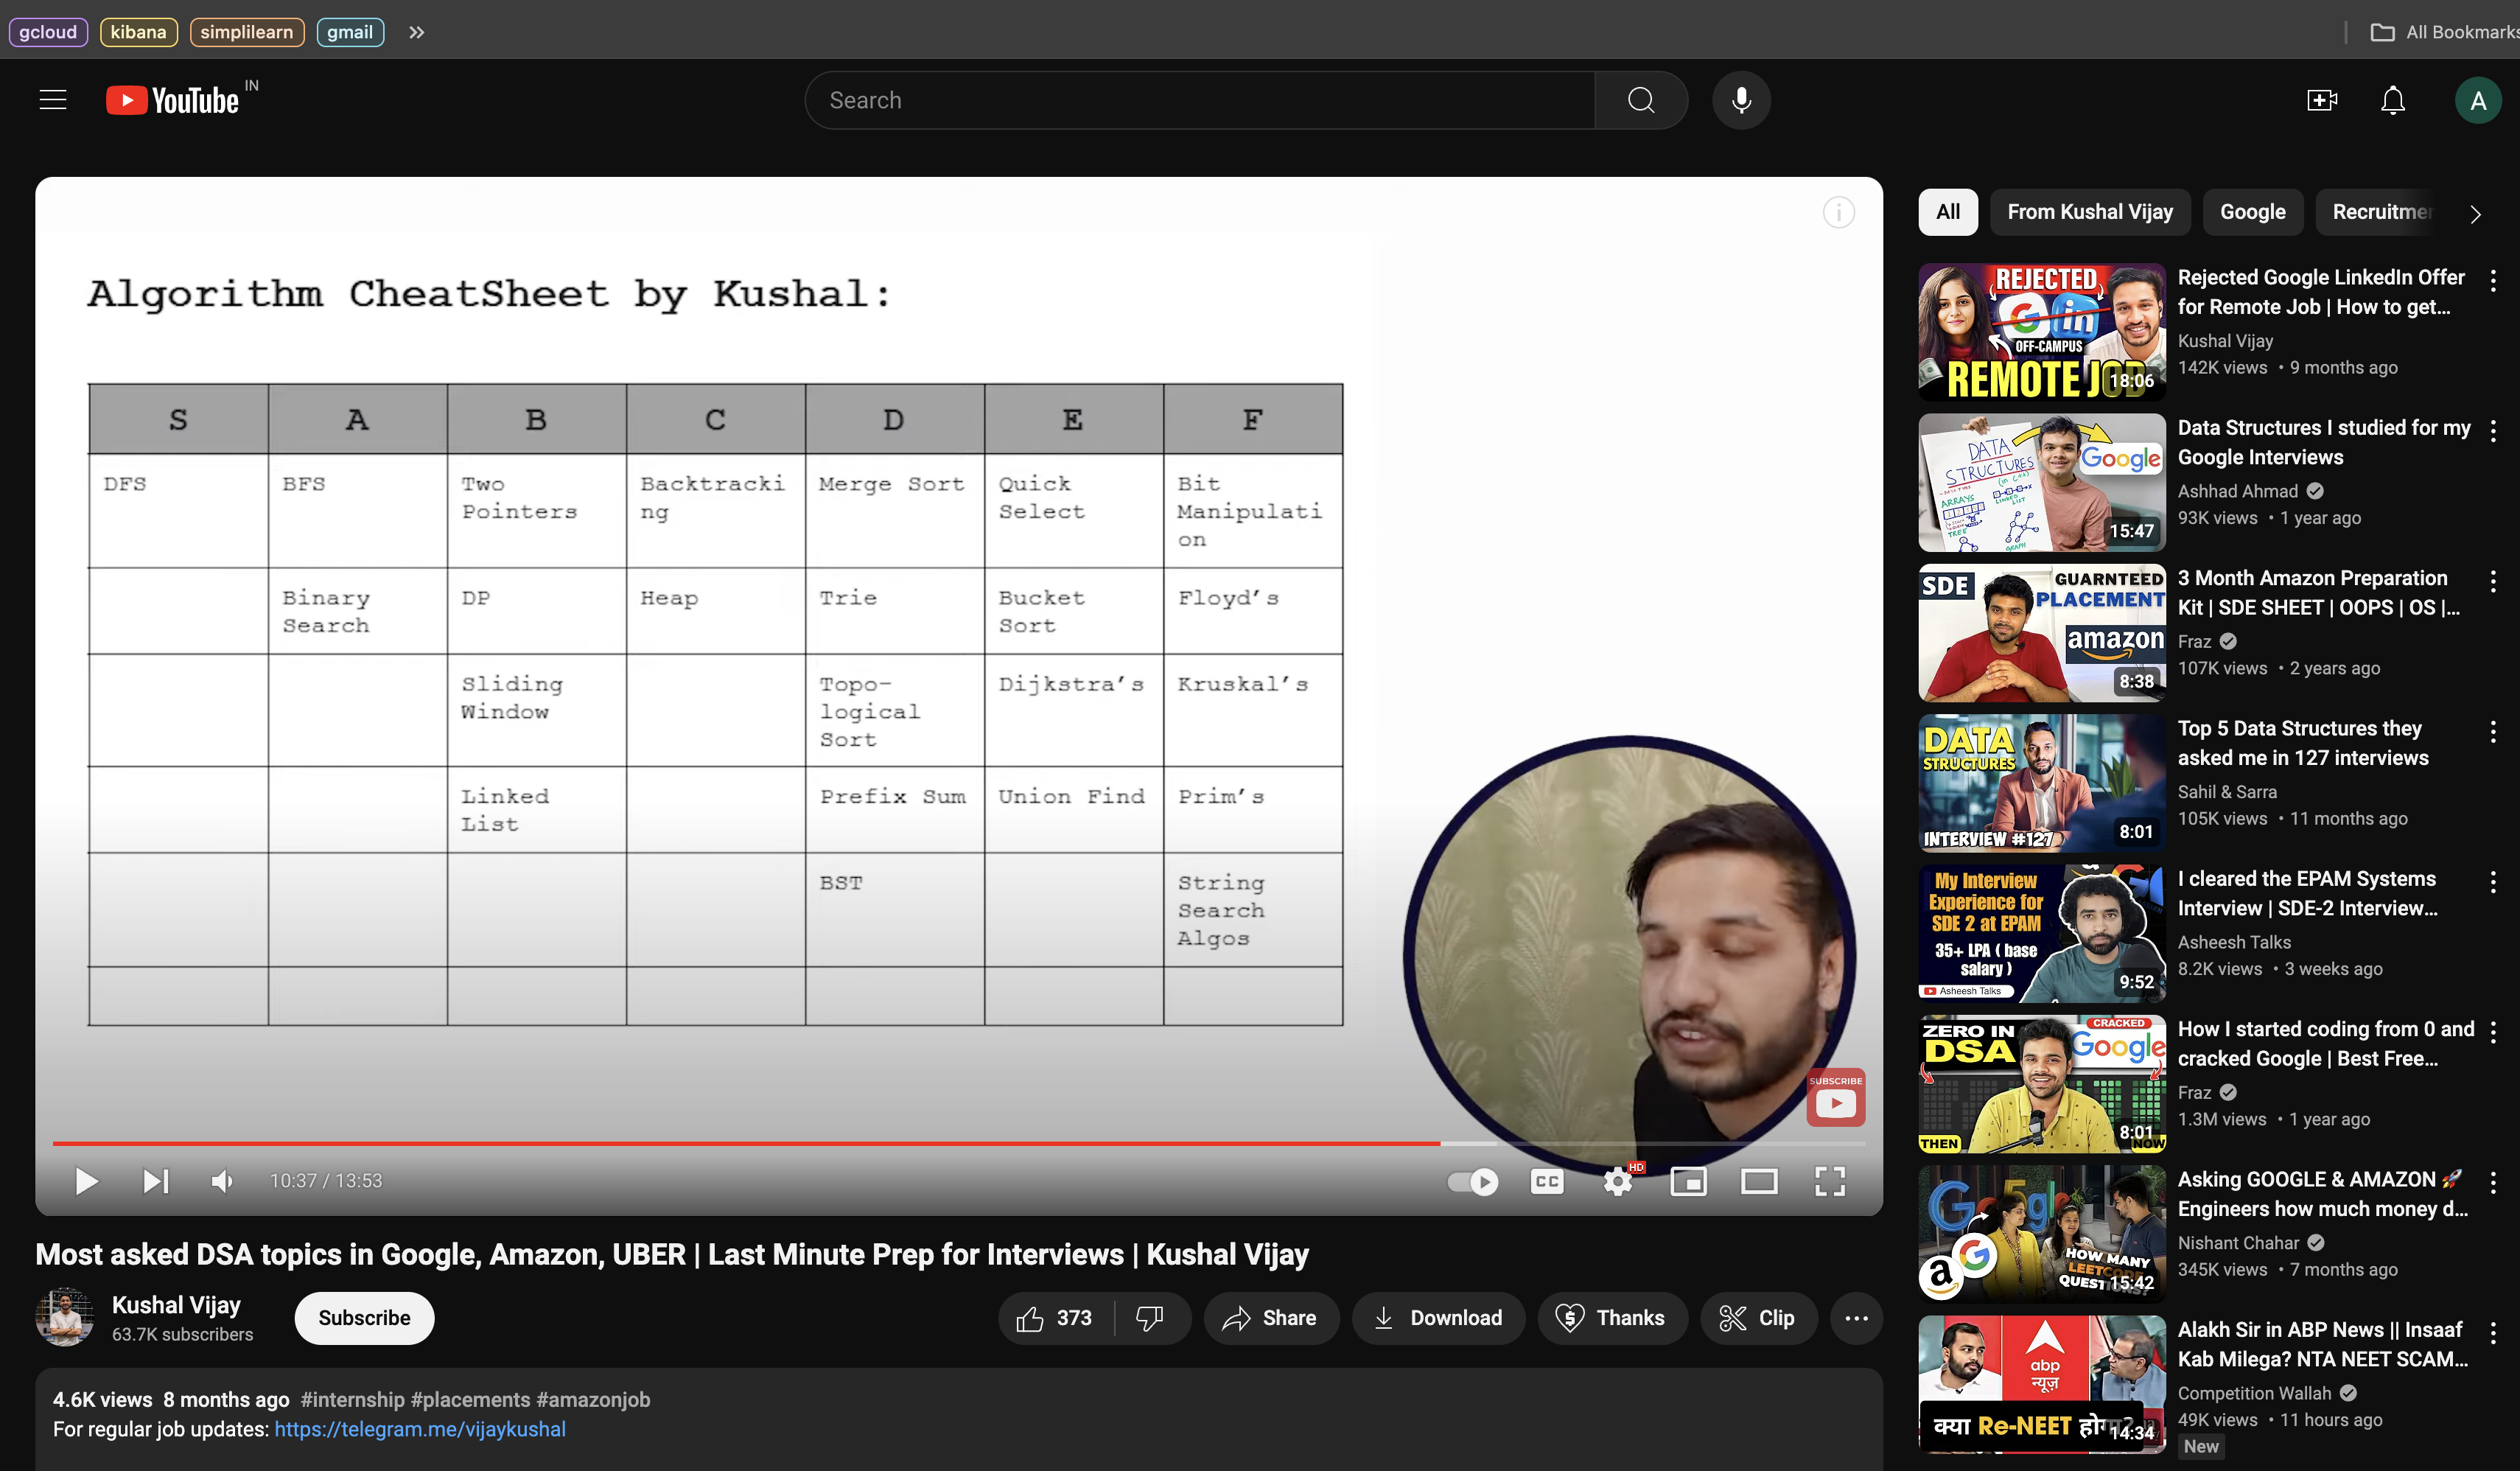 gcloud kibana simplilearn gmail All Bookmarks
YouTube IN
Search
A
Algorithm CheatSheet by Kushal:
S A B C D E F
DFS BFS Two Backtracki Merge Sort Quick Bit
Pointers ng Select Manipulati
on
Binary DP Heap Trie Bucket Floyd's
Search Sort
Sliding Topo- Dijkstra's Kruskal's
Window logical
Sort
Linked Prefix Sum Union Find Prim's
List
BST String
Search
Algos
SUBSCRIBE
10:37 / 13:53
CC
HD
Most asked DSA topics in Google, Amazon, UBER | Last Minute Prep for Interviews | Kushal Vijay
Kushal Vijay
63.7K subscribers
Subscribe
373 Share Download Thanks Clip
4.6K views 8 months ago #internship #placements #amazonjob
For regular job updates: https://telegram.me/vijaykushal
All From Kushal Vijay Google Recruitmen
REJECTED
G in
OFF-CAMPUS
REMOTE JOB
18:06
Rejected Google LinkedIn Offer
for Remote Job | How to get...
Kushal Vijay
142K views • 9 months ago
DATA
STRUCTURES
(in C++)
ARRAYS
LINKED
LIST
TREE
GRAPH
Google
15:47
Data Structures I studied for my
Google Interviews
Ashhad Ahmad
93K views • 1 year ago
SDE GUARNTEED
PLACEMENT
amazon
8:38
3 Month Amazon Preparation
Kit | SDE SHEET | OOPS | OS |...
Fraz
107K views • 2 years ago
DATA
STRUCTURES
INTERVIEW #127
8:01
Top 5 Data Structures they
asked me in 127 interviews
Sahil & Sarra
105K views • 11 months ago
My Interview
Experience for
SDE 2 at EPAM
35+ LPA ( base
salary )
Asheesh Talks
9:52
I cleared the EPAM Systems
Interview | SDE-2 Interview...
Asheesh Talks
8.2K views • 3 weeks ago
ZERO IN
DSA
CRACKED
Google
THEN
NOW
8:01
How I started coding from 0 and
cracked Google | Best Free...
Fraz
1.3M views • 1 year ago
HOW MANY
LEETCODE
QUESTIONS?
15:42
Asking GOOGLE & AMAZON 🚀
Engineers how much money d...
Nishant Chahar
345K views • 7 months ago
abp
न्यूज़
क्या Re-NEET
14:34
Alakh Sir in ABP News || Insaaf
Kab Milega? NTA NEET SCAM...
Competition Wallah
49K views • 11 hours ago
New